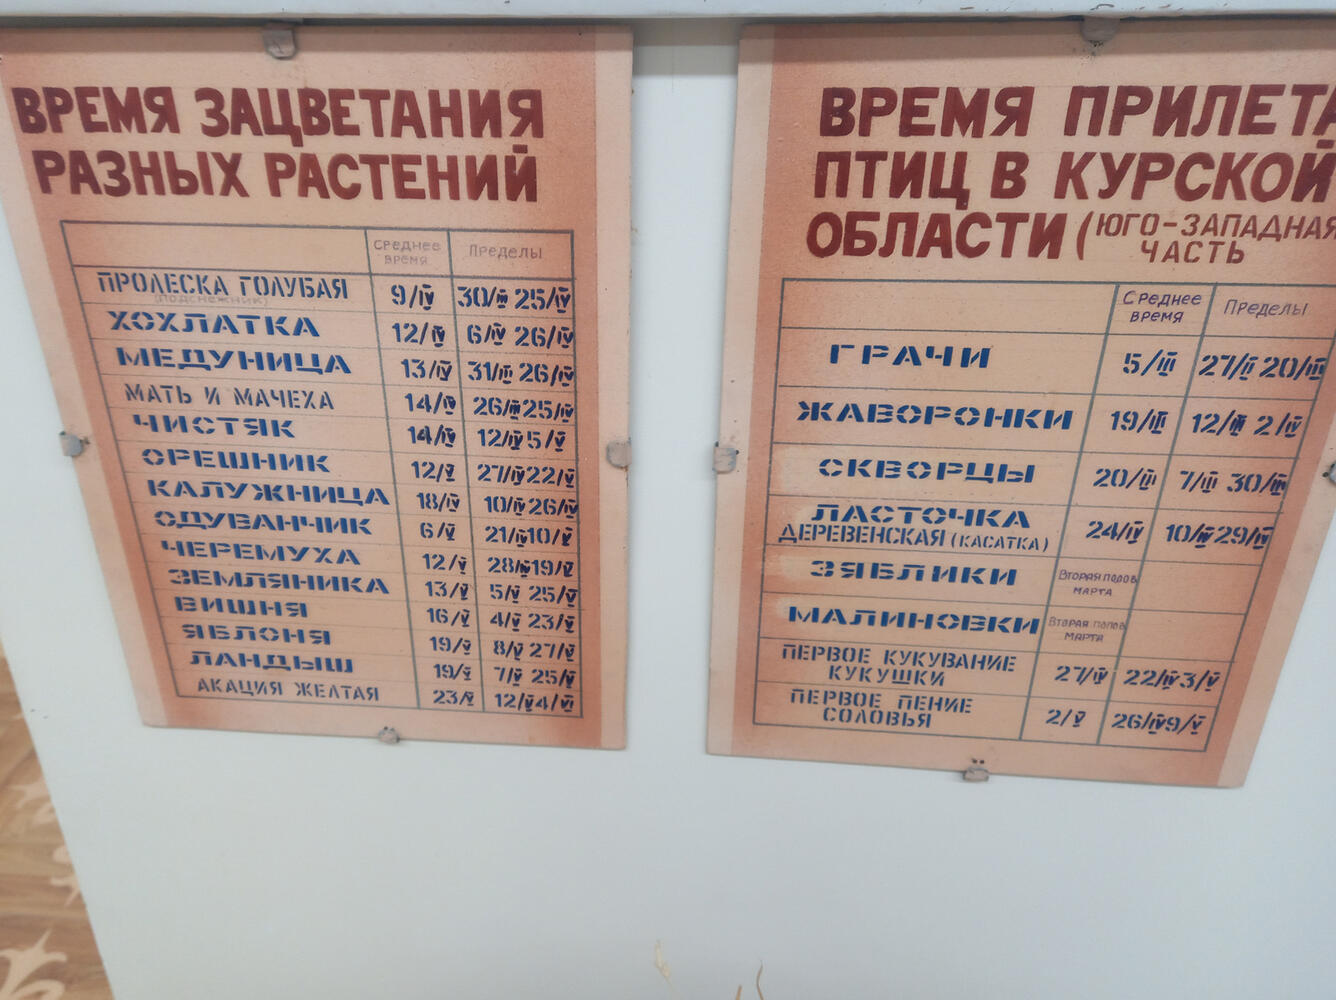 ВРЕМЯ ЗАЦВЕТАНИЯ
РАЗНЫХ РАСТЕНИЙ
Среднее время Пределы
ПРОЛЕСКА ГОЛУБАЯ 9/IV 30/III 25/IV
(подснежник)
ХОХЛАТКА 12/IV 6/IV 26/IV
МЕДУНИЦА 13/IV 31/III 26/IV
МАТЬ И МАЧЕХА 14/IV 26/III 25/IV
ЧИСТЯК 14/IV 12/IV 5/V
ОРЕШНИК 12/V 27/IV 22/V
КАЛУЖНИЦА 18/IV 10/IV 26/IV
ОДУВАНЧИК 6/V 21/IV 10/V
ЧЕРЕМУХА 12/V 28/IV 19/V
ЗЕМЛЯНИКА 13/V 5/V 25/V
ВИШНЯ 16/V 4/V 23/V
ЯБЛОНЯ 19/V 8/V 27/V
ЛАНДЫШ 19/V 7/V 25/V
АКАЦИЯ ЖЕЛТАЯ 23/V 12/V 4/VI
ВРЕМЯ ПРИЛЕТА
ПТИЦ В КУРСКОЙ
ОБЛАСТИ (ЮГО-ЗАПАДНАЯ
ЧАСТЬ
Среднее время Пределы
ГРАЧИ 5/III 27/II 20/III
ЖАВОРОНКИ 19/III 12/III 2/IV
СКВОРЦЫ 20/III 7/III 30/III
ЛАСТОЧКА
ДЕРЕВЕНСКАЯ (КАСАТКА) 24/IV 10/IV 29/IV
ЗЯБЛИКИ Вторая полов
МАРТА
МАЛИНОВКИ Вторая полов
МАРТА
ПЕРВОЕ КУКУВАНИЕ
КУКУШКИ 27/IV 22/IV 3/V
ПЕРВОЕ ПЕНИЕ
СОЛОВЬЯ 2/V 26/IV 9/V